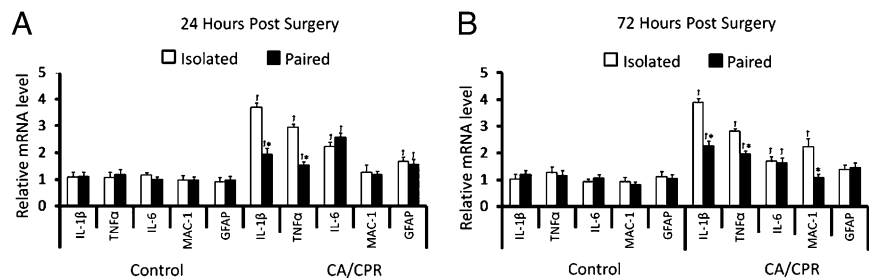 A
24 Hours Post Surgery
Isolated Paired
Relative mRNA level
5
4
3
2
1
0
† †* † †* † † † †
IL-1β TNFα IL-6 MAC-1 GFAP IL-1β TNFα IL-6 MAC-1 GFAP
Control CA/CPR
B
72 Hours Post Surgery
Isolated Paired
Relative mRNA level
5
4
3
2
1
0
† †* † †* † † † *
IL-1β TNFα IL-6 MAC-1 GFAP IL-1β TNFα IL-6 MAC-1 GFAP
Control CA/CPR